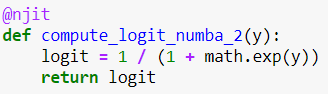 @njit
def compute_logit_numba_2(y):
    logit = 1 / (1 + math.exp(y))
    return logit